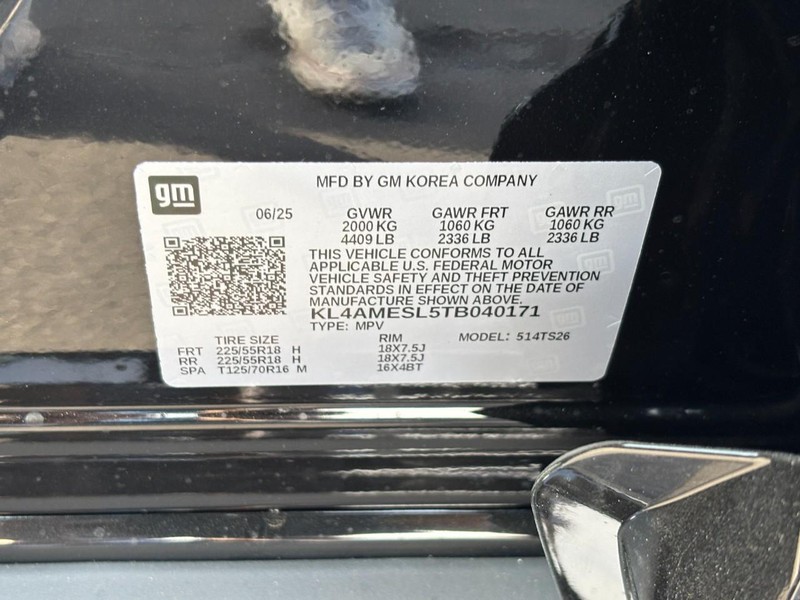 gm
MFD BY GM KOREA COMPANY
06/25 GVWR GAWR FRT GAWR RR
2000 KG 1060 KG 1060 KG
4409 LB 2336 LB 2336 LB
THIS VEHICLE CONFORMS TO ALL
APPLICABLE U.S. FEDERAL MOTOR
VEHICLE SAFETY AND THEFT PREVENTION
STANDARDS IN EFFECT ON THE DATE OF
MANUFACTURE SHOWN ABOVE.
KL4AMESL5TB040171
TYPE: MPV
TIRE SIZE RIM MODEL: 514TS26
FRT 225/55R18 H 18X7.5J
RR 225/55R18 H 18X7.5J
SPA T125/70R16 M 16X4BT